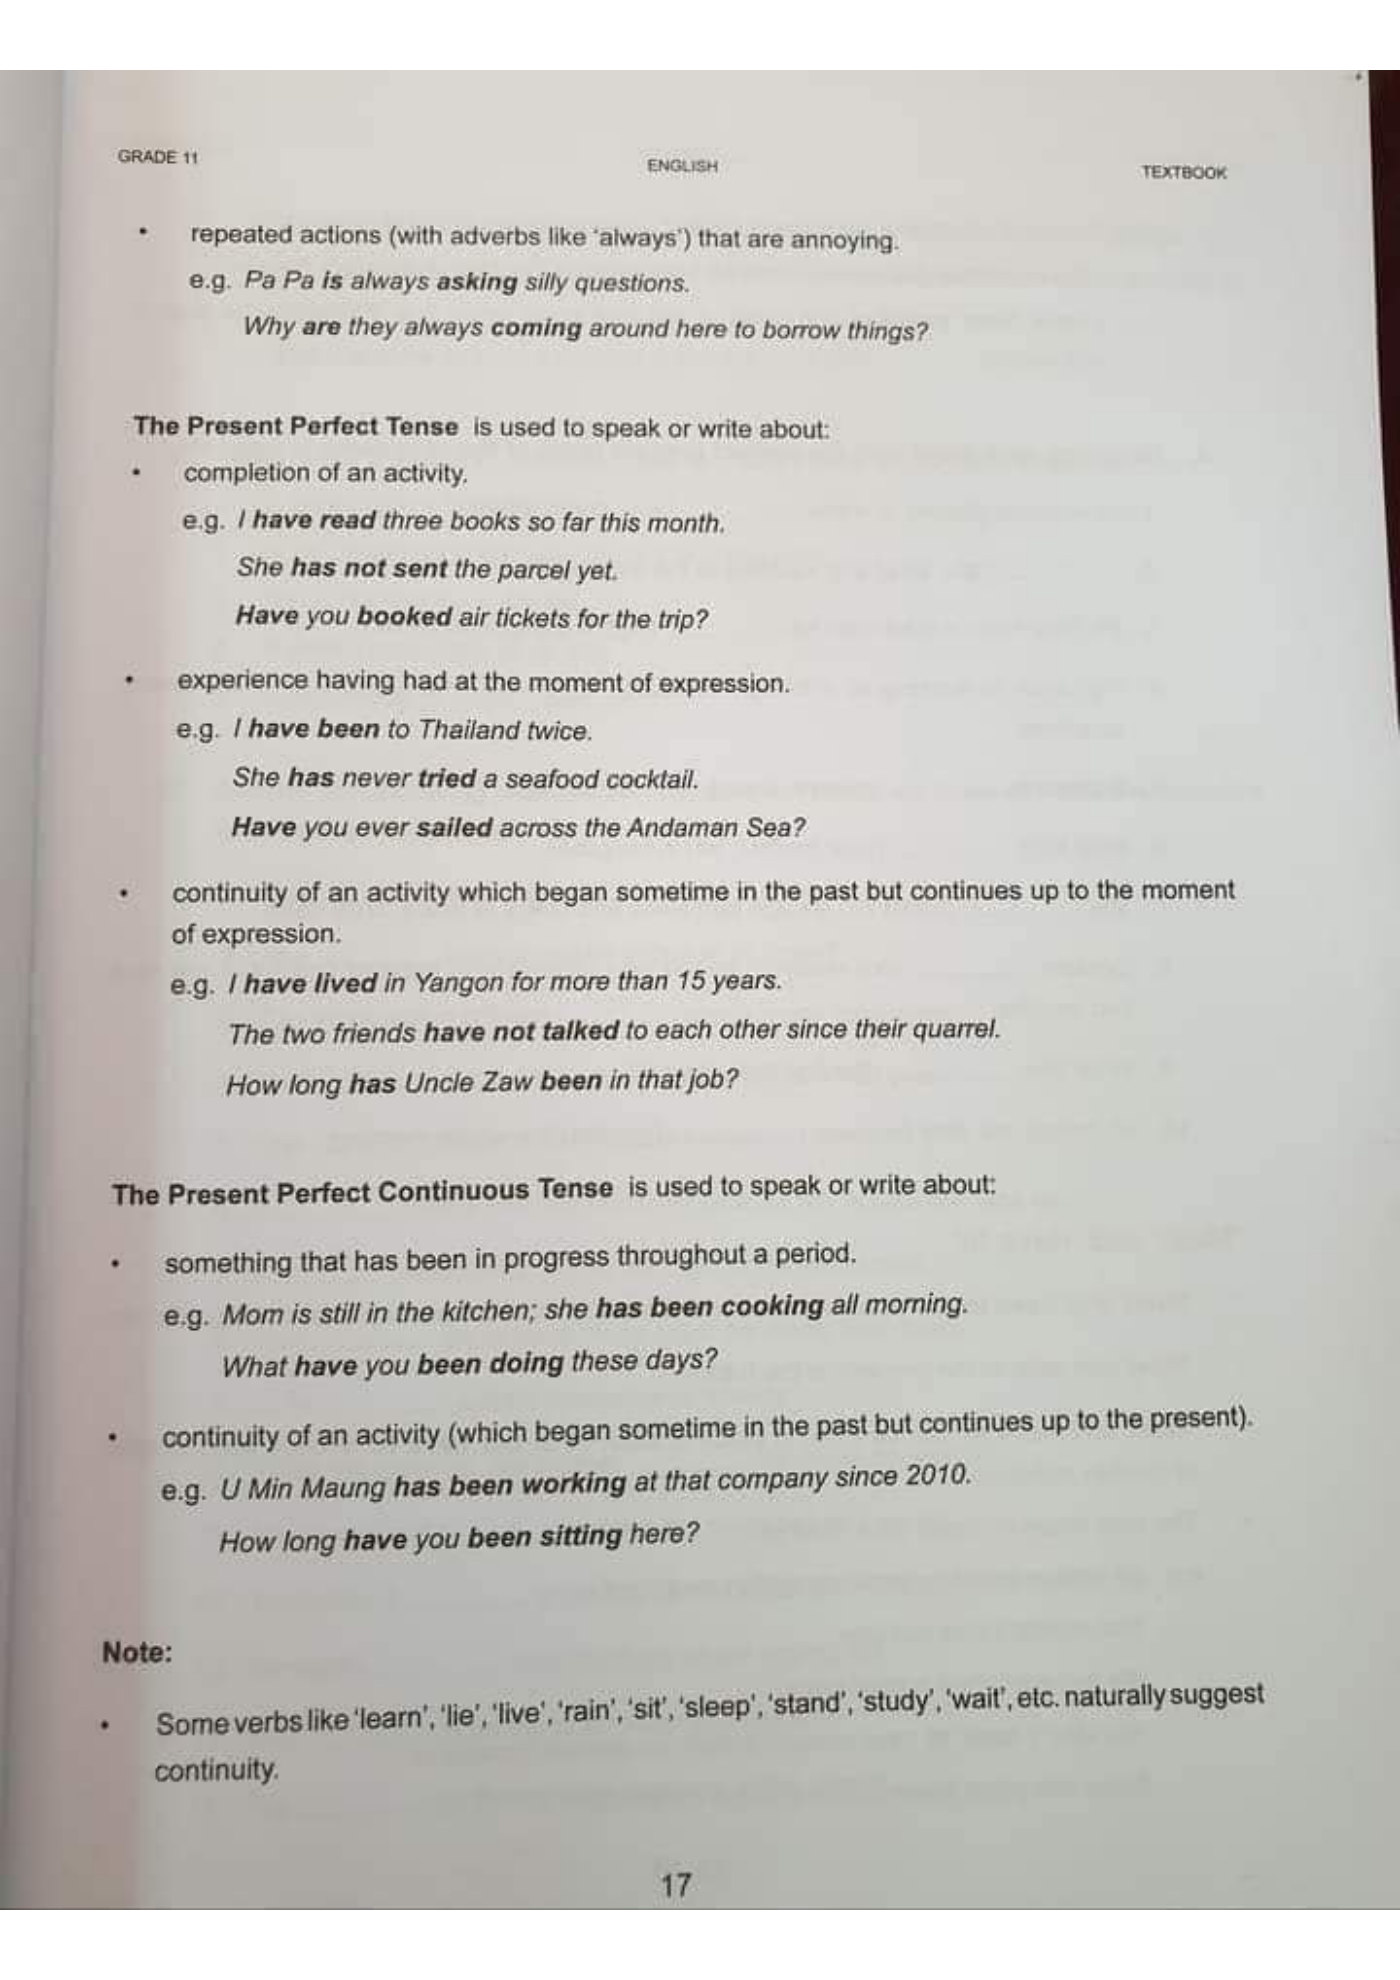 GRADE 11
ENGLISH
TEXTBOOK
• repeated actions (with adverbs like ‘always’) that are annoying.
e.g. Pa Pa is always asking silly questions.
Why are they always coming around here to borrow things?
The Present Perfect Tense is used to speak or write about:
• completion of an activity.
e.g. I have read three books so far this month.
She has not sent the parcel yet.
Have you booked air tickets for the trip?
• experience having had at the moment of expression.
e.g. I have been to Thailand twice.
She has never tried a seafood cocktail.
Have you ever sailed across the Andaman Sea?
• continuity of an activity which began sometime in the past but continues up to the moment
of expression.
e.g. I have lived in Yangon for more than 15 years.
The two friends have not talked to each other since their quarrel.
How long has Uncle Zaw been in that job?
The Present Perfect Continuous Tense is used to speak or write about:
• something that has been in progress throughout a period.
e.g. Mom is still in the kitchen; she has been cooking all morning.
What have you been doing these days?
• continuity of an activity (which began sometime in the past but continues up to the present).
e.g. U Min Maung has been working at that company since 2010.
How long have you been sitting here?
Note:
• Some verbs like ‘learn’, ‘lie’, ‘live’, ‘rain’, ‘sit’, ‘sleep’, ‘stand’, ‘study’, ‘wait’, etc. naturally suggest
continuity.
17